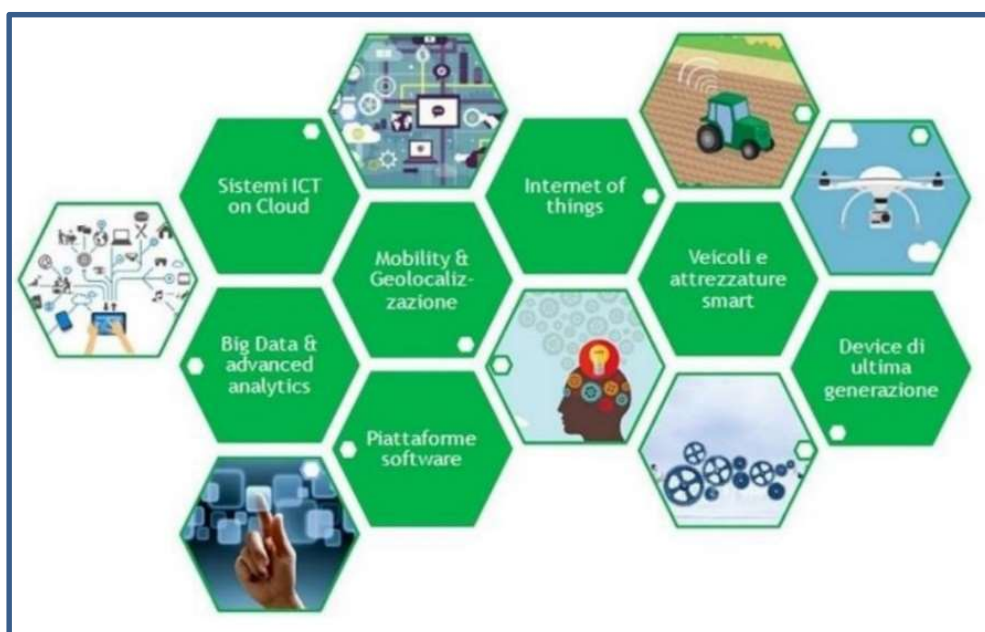 Sistemi ICT
on Cloud
Internet of
things
Mobility &
Geolocaliz-
zazione
Veicoli e
attrezzature
smart
Big Data &
advanced
analytics
Device di
ultima
generazione
Piattaforme
software